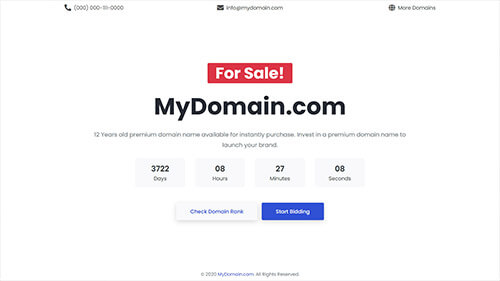 (000) 000-111-0000
info@mydomain.com
More Domains
For Sale!
MyDomain.com
12 Years old premium domain name available for instantly purchase. Invest in a premium domain name to
launch your brand.
3722
Days
08
Hours
27
Minutes
08
Seconds
Check Domain Rank
Start Bidding
© 2020 MyDomain.com. All Rights Reserved.